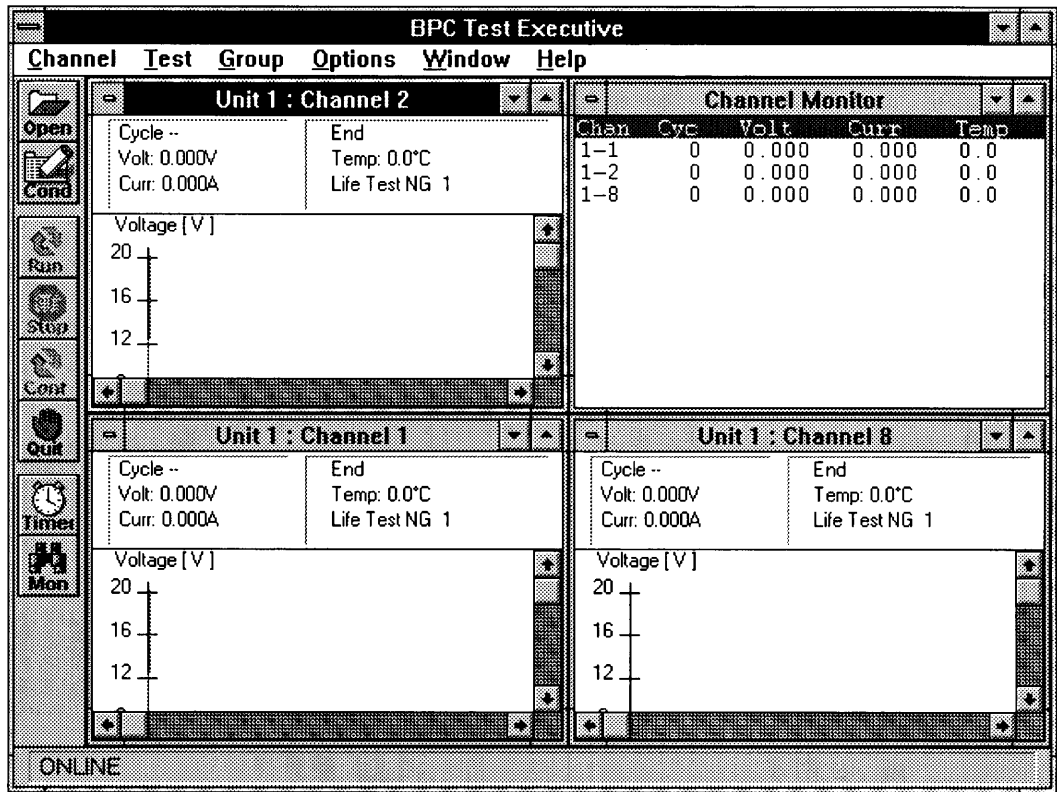 BPC Test Executive
Channel Test Group Options Window Help
Open
Cond
Run
Stop
Cont
Quit
Timer
Mon
Unit 1 : Channel 2
Cycle --
Volt: 0.000V
Curr: 0.000A
End
Temp: 0.0°C
Life Test NG 1
Voltage [ V ]
20
16
12
Channel Monitor
Chan Cyc Volt Curr Temp
1-1 0 0.000 0.000 0.0
1-2 0 0.000 0.000 0.0
1-8 0 0.000 0.000 0.0
Unit 1 : Channel 1
Cycle --
Volt: 0.000V
Curr: 0.000A
End
Temp: 0.0°C
Life Test NG 1
Voltage [ V ]
20
16
12
Unit 1 : Channel 8
Cycle --
Volt: 0.000V
Curr: 0.000A
End
Temp: 0.0°C
Life Test NG 1
Voltage [ V ]
20
16
12
ONLINE